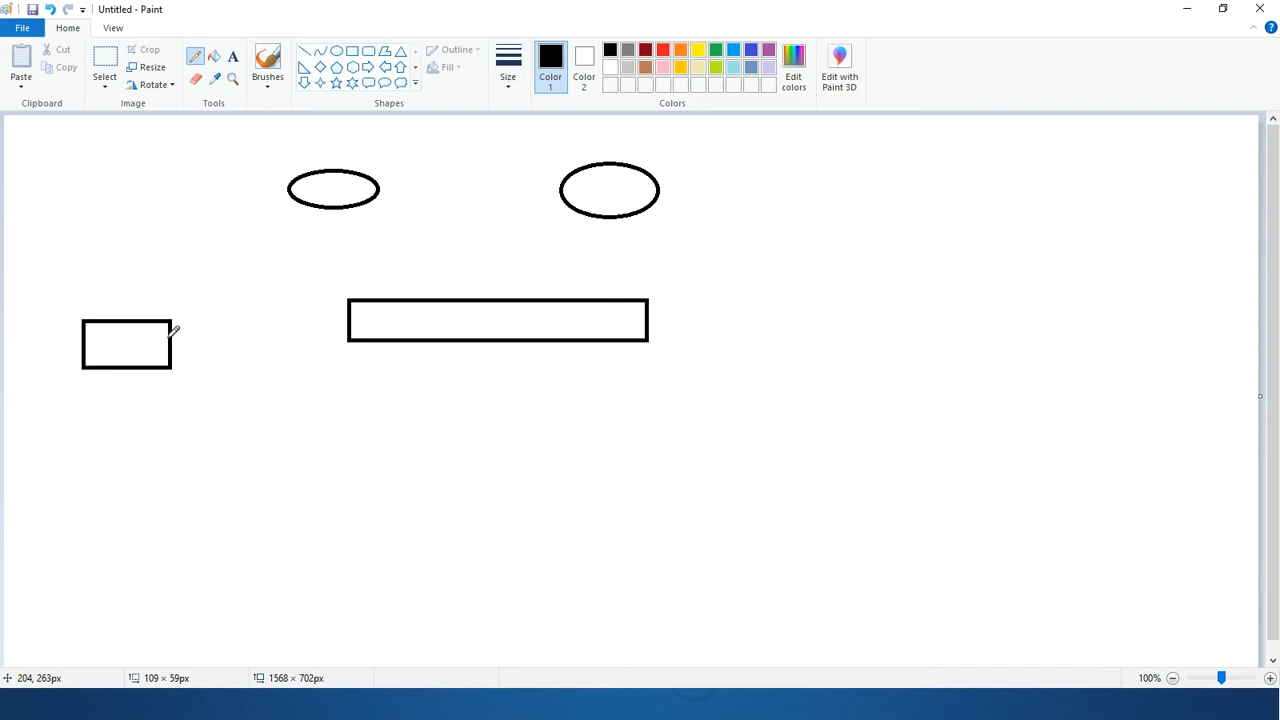 Untitled - Paint
File Home View
Paste
Cut
Copy
Clipboard
Select
Crop
Resize
Rotate
Image
A
Tools
Brushes
Shapes
Outline
Fill
Size
Color
1
Color
2
Colors
Edit
colors
Edit with
Paint 3D
204, 263px 109 × 59px 1568 × 702px 100%